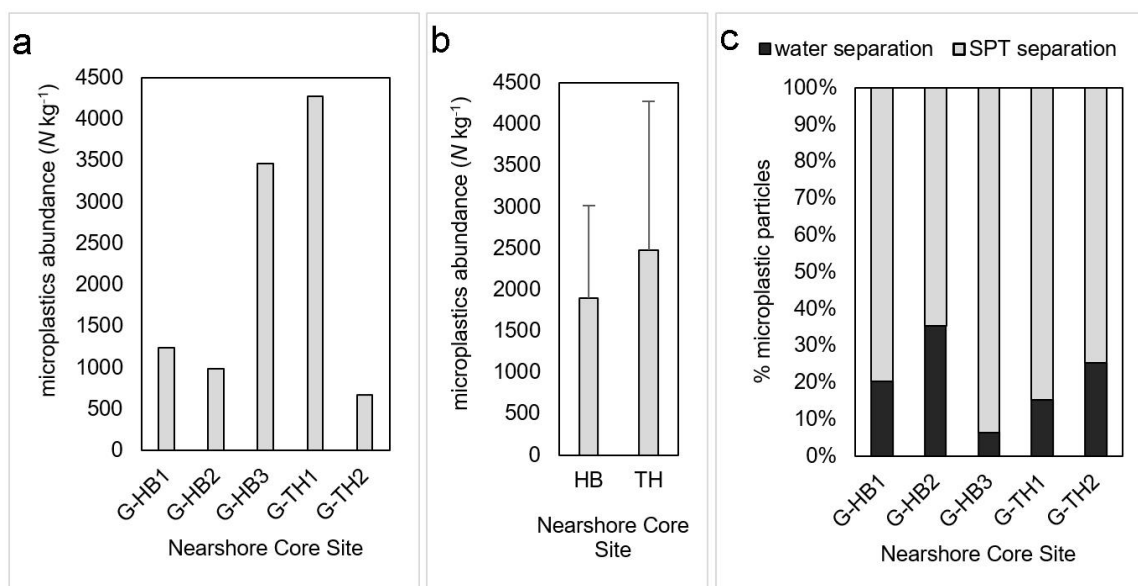 a
microplastics abundance (N kg⁻¹)
4500
4000
3500
3000
2500
2000
1500
1000
500
0
G-HB1
G-HB2
G-HB3
G-TH1
G-TH2
Nearshore Core Site
b
microplastics abundance (N kg⁻¹)
4500
4000
3500
3000
2500
2000
1500
1000
500
0
HB TH
Nearshore Core
Site
c
water separation SPT separation
% microplastic particles
100%
90%
80%
70%
60%
50%
40%
30%
20%
10%
0%
G-HB1
G-HB2
G-HB3
G-TH1
G-TH2
Nearshore Core Site